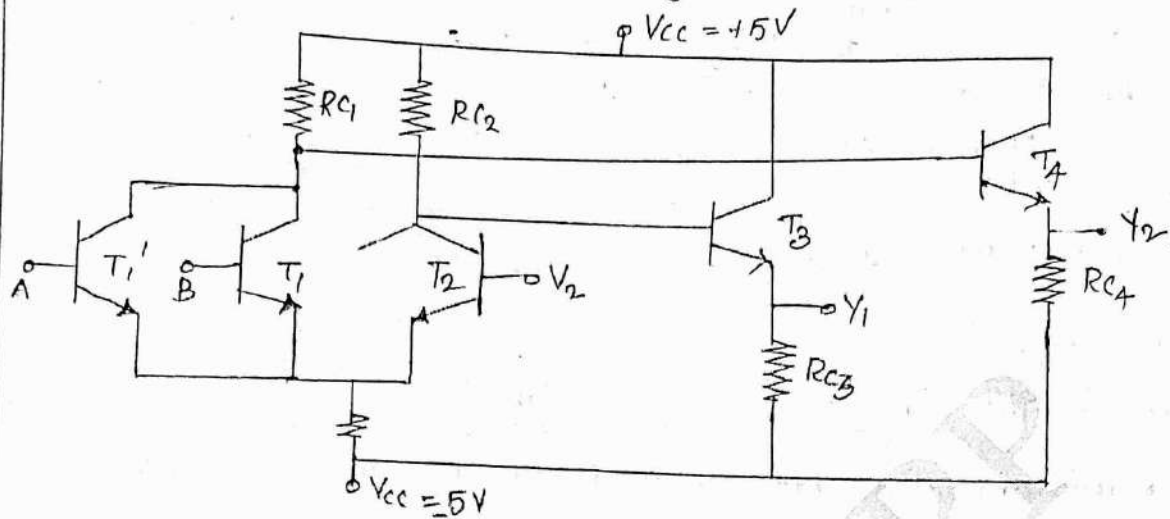 VCC = +5V
RC1
RC2
T4
Y2
T1'
T1
T2
T3
A
B
V2
Y1
RC4
RC3
VCC = -5V